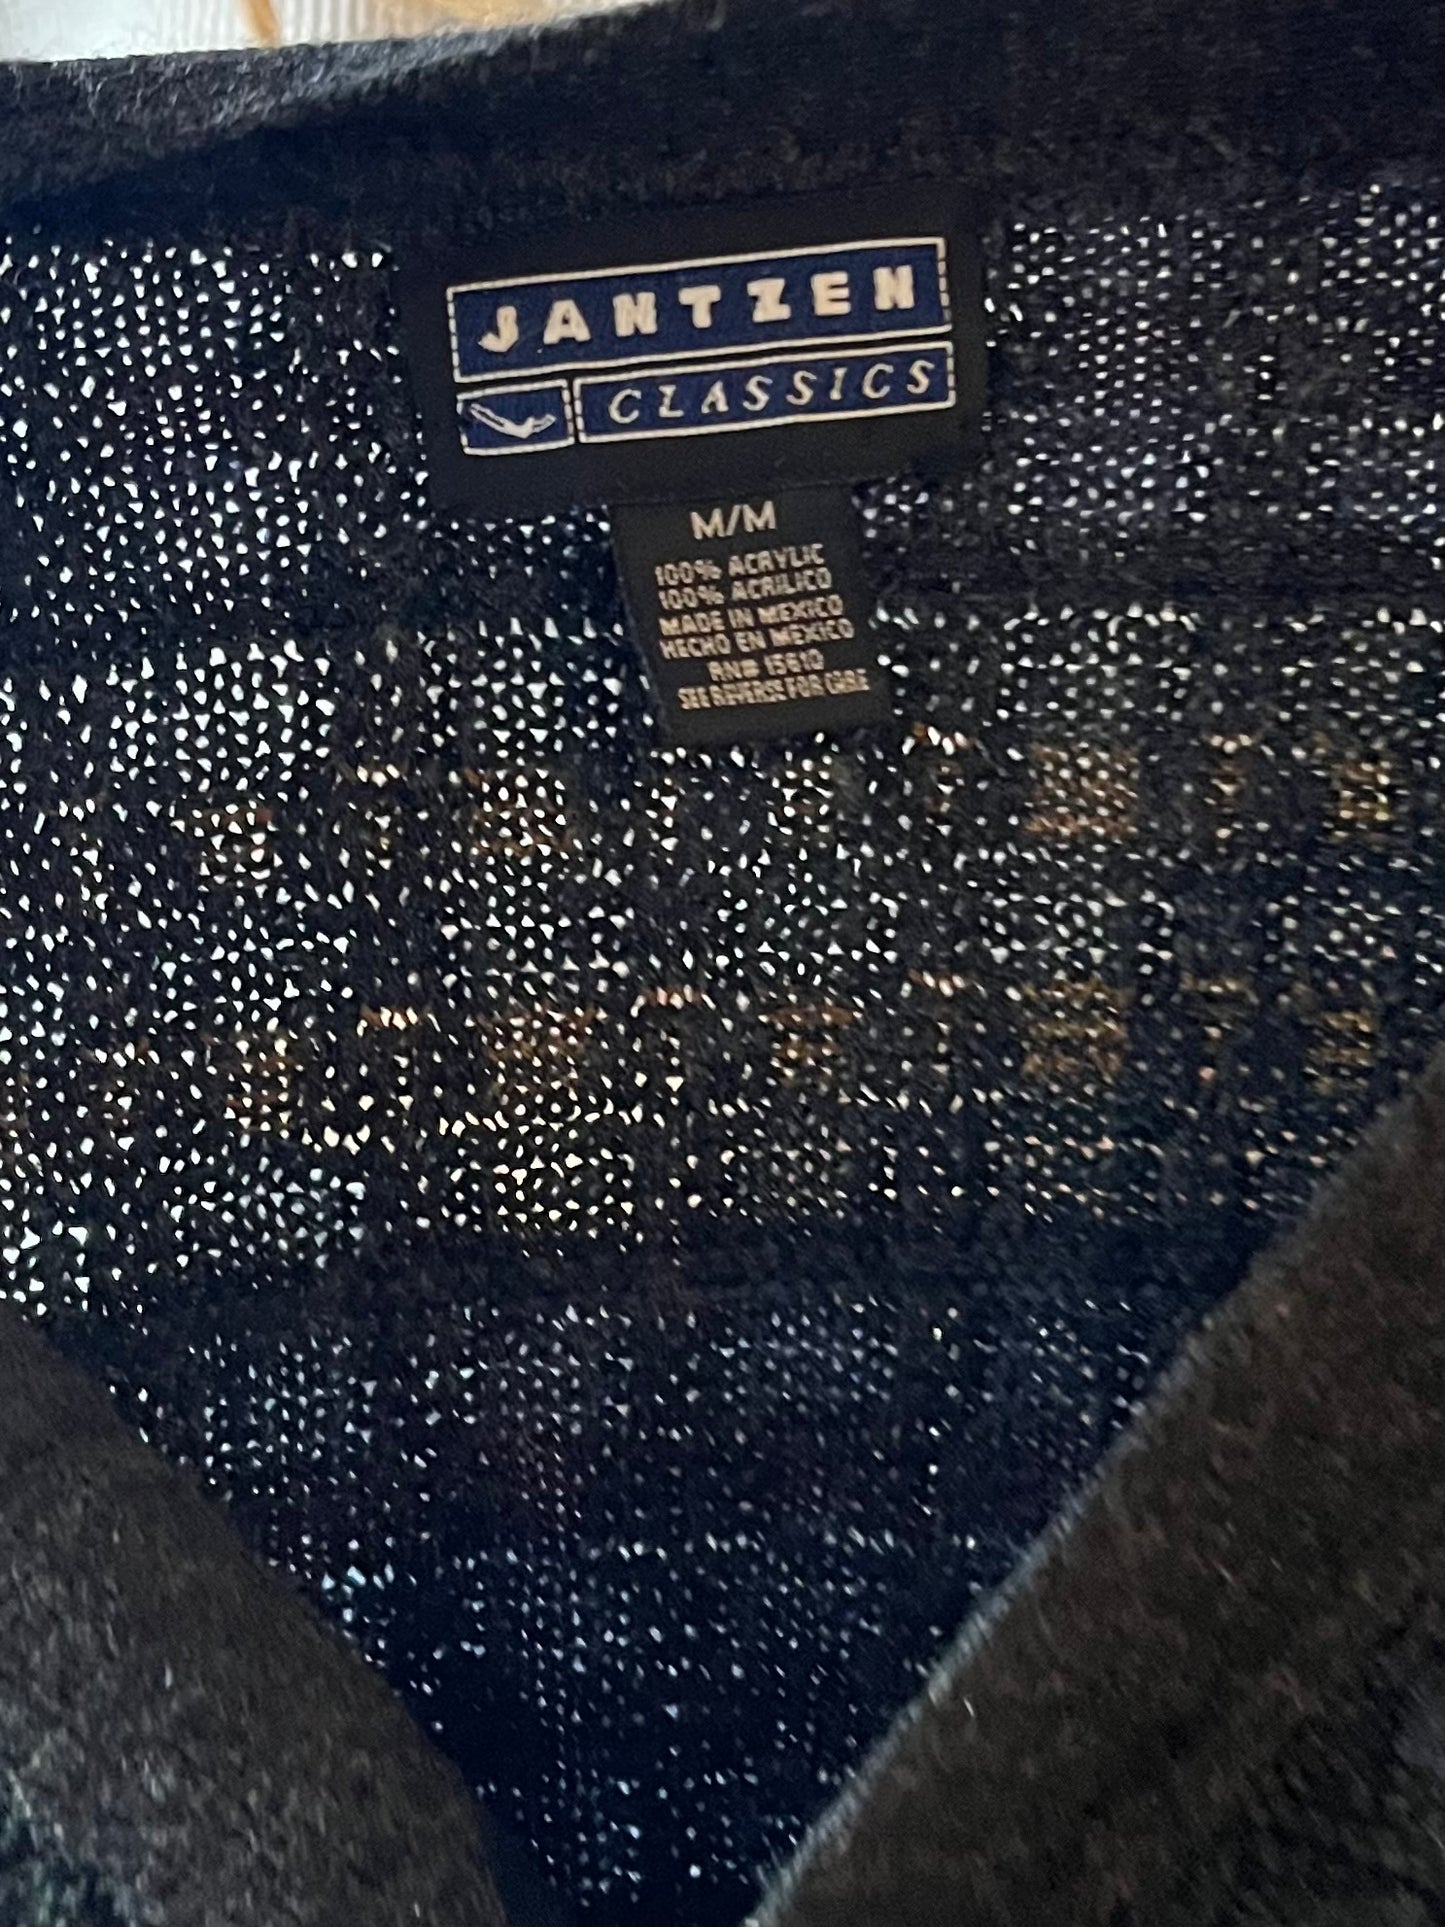 JANTZEN
CLASSICS
M/M
100% ACRYLIC
100% ACRILICO
MADE IN MEXICO
HECHO EN MEXICO
RN# 15610
SEE REVERSE FOR CARE